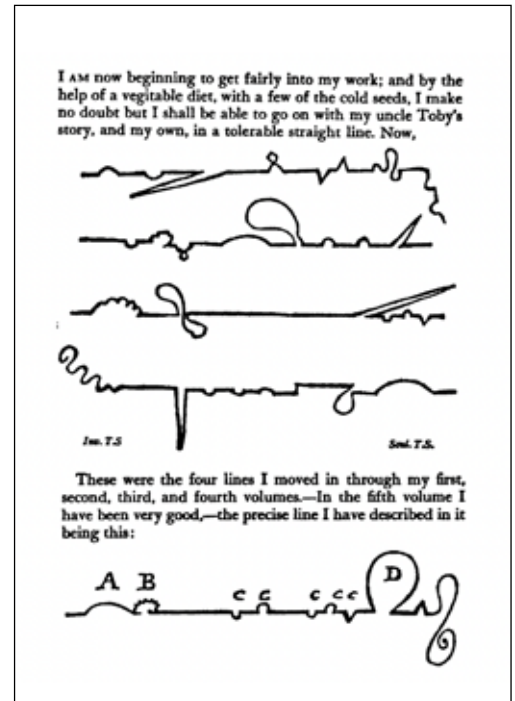 I AM now beginning to get fairly into my work; and by the
help of a vegitable diet, with a few of the cold seeds, I make
no doubt but I shall be able to go on with my uncle Toby's
story, and my own, in a tolerable straight line. Now,
Inv. T.S
Scul. T.S.
These were the four lines I moved in through my first,
second, third, and fourth volumes.—In the fifth volume I
have been very good,—the precise line I have described in it
being this:
A B c c c c c D